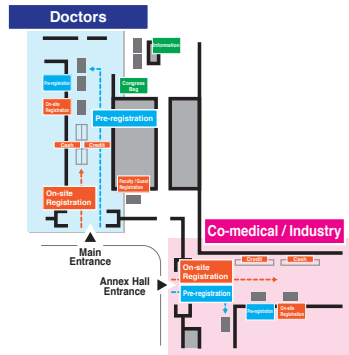 Doctors
Information
Pre-registration
Congress
Bag
On-site
Registration
Pre-registration
Cash
Credit
Faculty / Guest
Registration
On-site
Registration
Main
Entrance
Co-medical / Industry
Credit
Cash
On-site
Registration
Annex Hall
Entrance
Pre-registration
Pre-registration
On-site
Registration